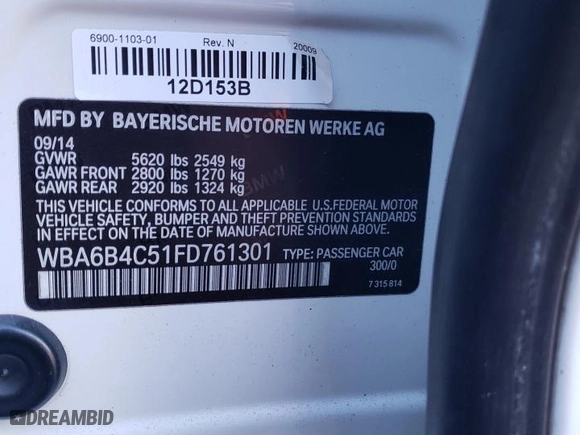 6900-1103-01 Rev. N 20009
12D153B
MFD BY BAYERISCHE MOTOREN WERKE AG
09/14
GVWR 5620 lbs 2549 kg
GAWR FRONT 2800 lbs 1270 kg
GAWR REAR 2920 lbs 1324 kg
THIS VEHICLE CONFORMS TO ALL APPLICABLE U.S.FEDERAL MOTOR
VEHICLE SAFETY, BUMPER AND THEFT PREVENTION STANDARDS
IN EFFECT ON THE DATE OF MANUFACTURE SHOWN ABOVE.
WBA6B4C51FD761301 TYPE: PASSENGER CAR
300/0
7 315 814
DREAMBID